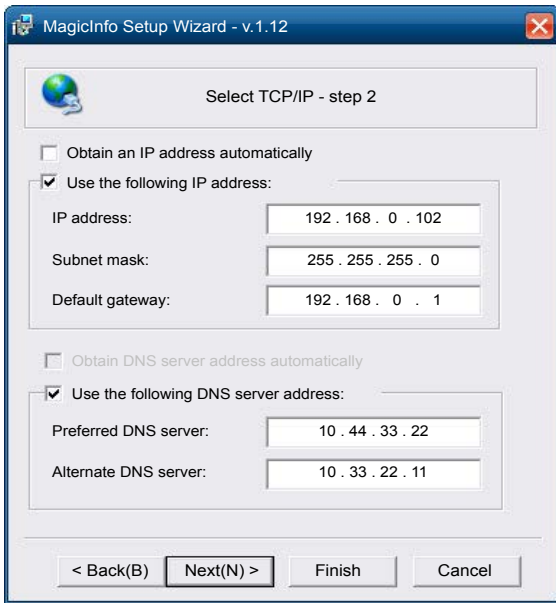 MagicInfo Setup Wizard - v.1.12
Select TCP/IP - step 2
Obtain an IP address automatically
Use the following IP address:
IP address: 192 . 168 . 0 . 102
Subnet mask: 255 . 255 . 255 . 0
Default gateway: 192 . 168 . 0 . 1
Obtain DNS server address automatically
Use the following DNS server address:
Preferred DNS server: 10 . 44 . 33 . 22
Alternate DNS server: 10 . 33 . 22 . 11
< Back(B) Next(N) > Finish Cancel